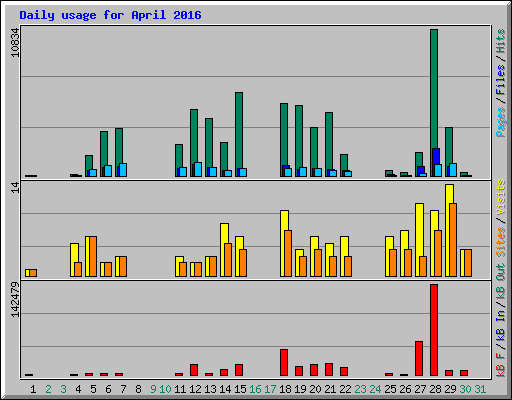 Daily usage for April 2016
10834
Pages / Files / Hits
14
Sites / Visits
142479
kB F / kB In / kB Out
1 2 3 4 5 6 7 8 9 10 11 12 13 14 15 16 17 18 19 20 21 22 23 24 25 26 27 28 29 30 31